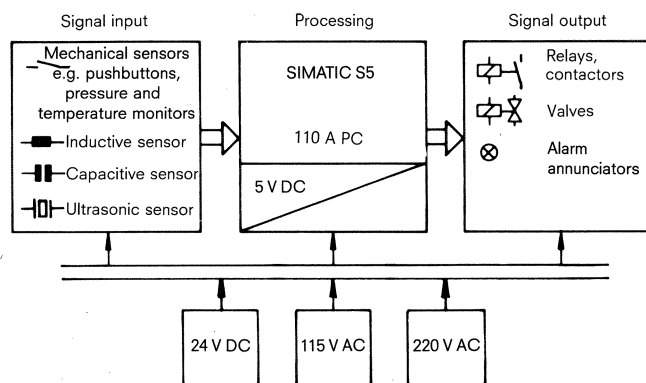 Signal input
Processing
Signal output
Mechanical sensors
e.g. pushbuttons,
pressure and
temperature monitors
Inductive sensor
Capacitive sensor
Ultrasonic sensor
SIMATIC S5
110 A PC
5 V DC
Relays,
contactors
Valves
Alarm
annunciators
24 V DC
115 V AC
220 V AC